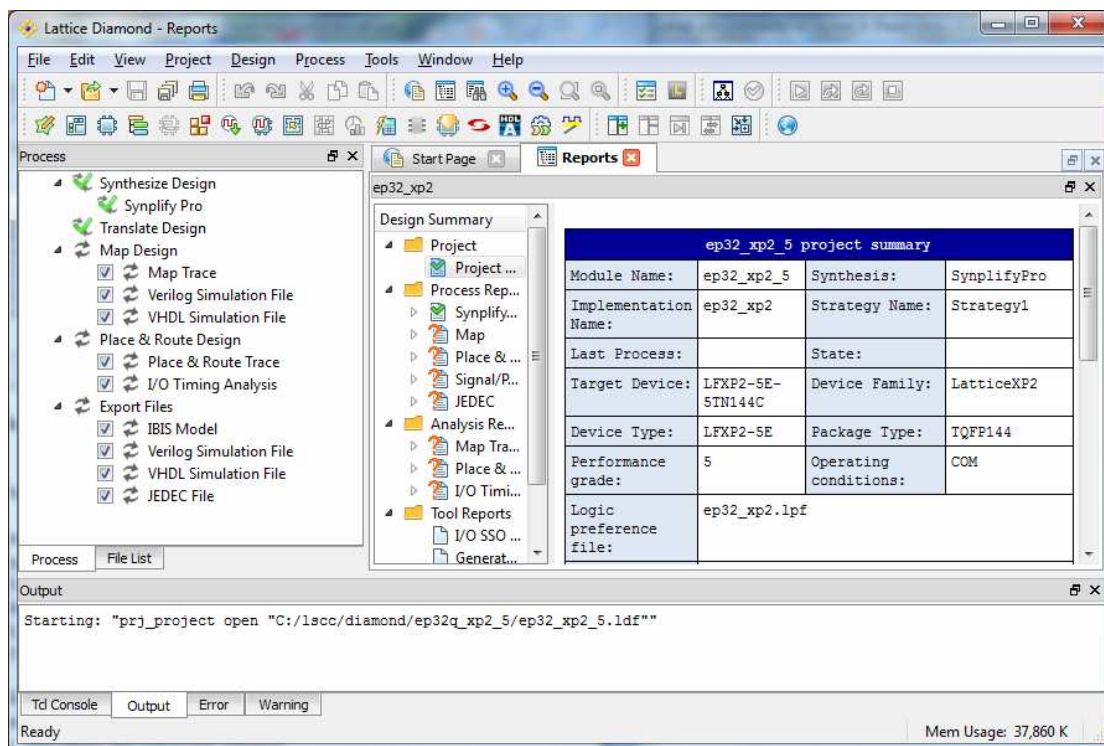 Lattice Diamond - Reports
File Edit View Project Design Process Tools Window Help
Process
Start Page
Reports
Synthesize Design
Synplify Pro
Translate Design
Map Design
Map Trace
Verilog Simulation File
VHDL Simulation File
Place & Route Design
Place & Route Trace
I/O Timing Analysis
Export Files
IBIS Model
Verilog Simulation File
VHDL Simulation File
JEDEC File
Process File List
ep32_xp2
Design Summary
Project
Project ...
Process Rep...
Synplify...
Map
Place & ...
Signal/P...
JEDEC
Analysis Re...
Map Tra...
Place & ...
I/O Timi...
Tool Reports
I/O SSO ...
Generat...
ep32_xp2_5 project summary
Module Name: ep32_xp2_5 Synthesis: SynplifyPro
Implementation Name: ep32_xp2 Strategy Name: Strategy1
Last Process: State:
Target Device: LFXP2-5E-5TN144C Device Family: LatticeXP2
Device Type: LFXP2-5E Package Type: TQFP144
Performance grade: 5 Operating conditions: COM
Logic preference file: ep32_xp2.lpf
Output
Starting: "prj_project open "C:/lscc/diamond/ep32q_xp2_5/ep32_xp2_5.ldf""
Tcl Console Output Error Warning
Ready
Mem Usage: 37,860 K